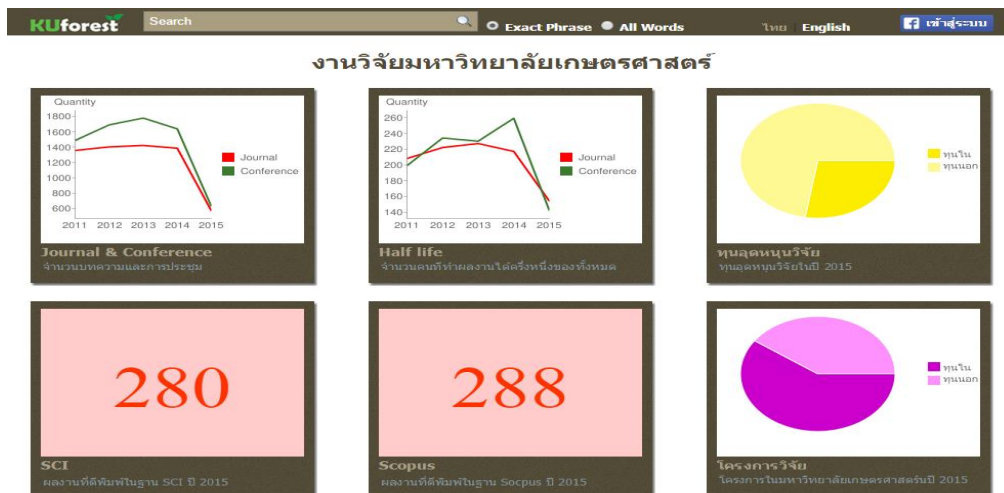 KUforest Search Exact Phrase All Words ไทย English เข้าสู่ระบบ
งานวิจัยมหาวิทยาลัยเกษตรศาสตร์
Quantity
1800
1600
1400
1200
1000
800
600
2011 2012 2013 2014 2015
Journal
Conference
Journal & Conference
จำนวนบทความและการประชุม
Quantity
260
240
220
200
180
160
140
2011 2012 2013 2014 2015
Journal
Conference
Half life
จำนวนคนที่ทำผลงานได้ครึ่งหนึ่งของทั้งหมด
ทุนใน
ทุนนอก
ทุนอุดหนุนวิจัย
ทุนอุดหนุนวิจัยในปี 2015
280
SCI
ผลงานที่ตีพิมพ์ในฐาน SCI ปี 2015
288
Scopus
ผลงานที่ตีพิมพ์ในฐาน Socpus ปี 2015
ทุนใน
ทุนนอก
โครงการวิจัย
โครงการในมหาวิทยาลัยเกษตรศาสตร์ในปี 2015